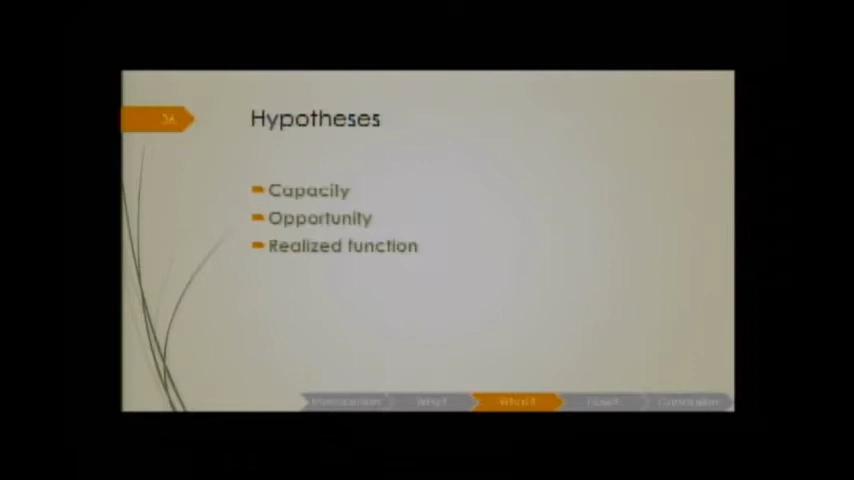 Hypotheses
Capacity
Opportunity
Realized function